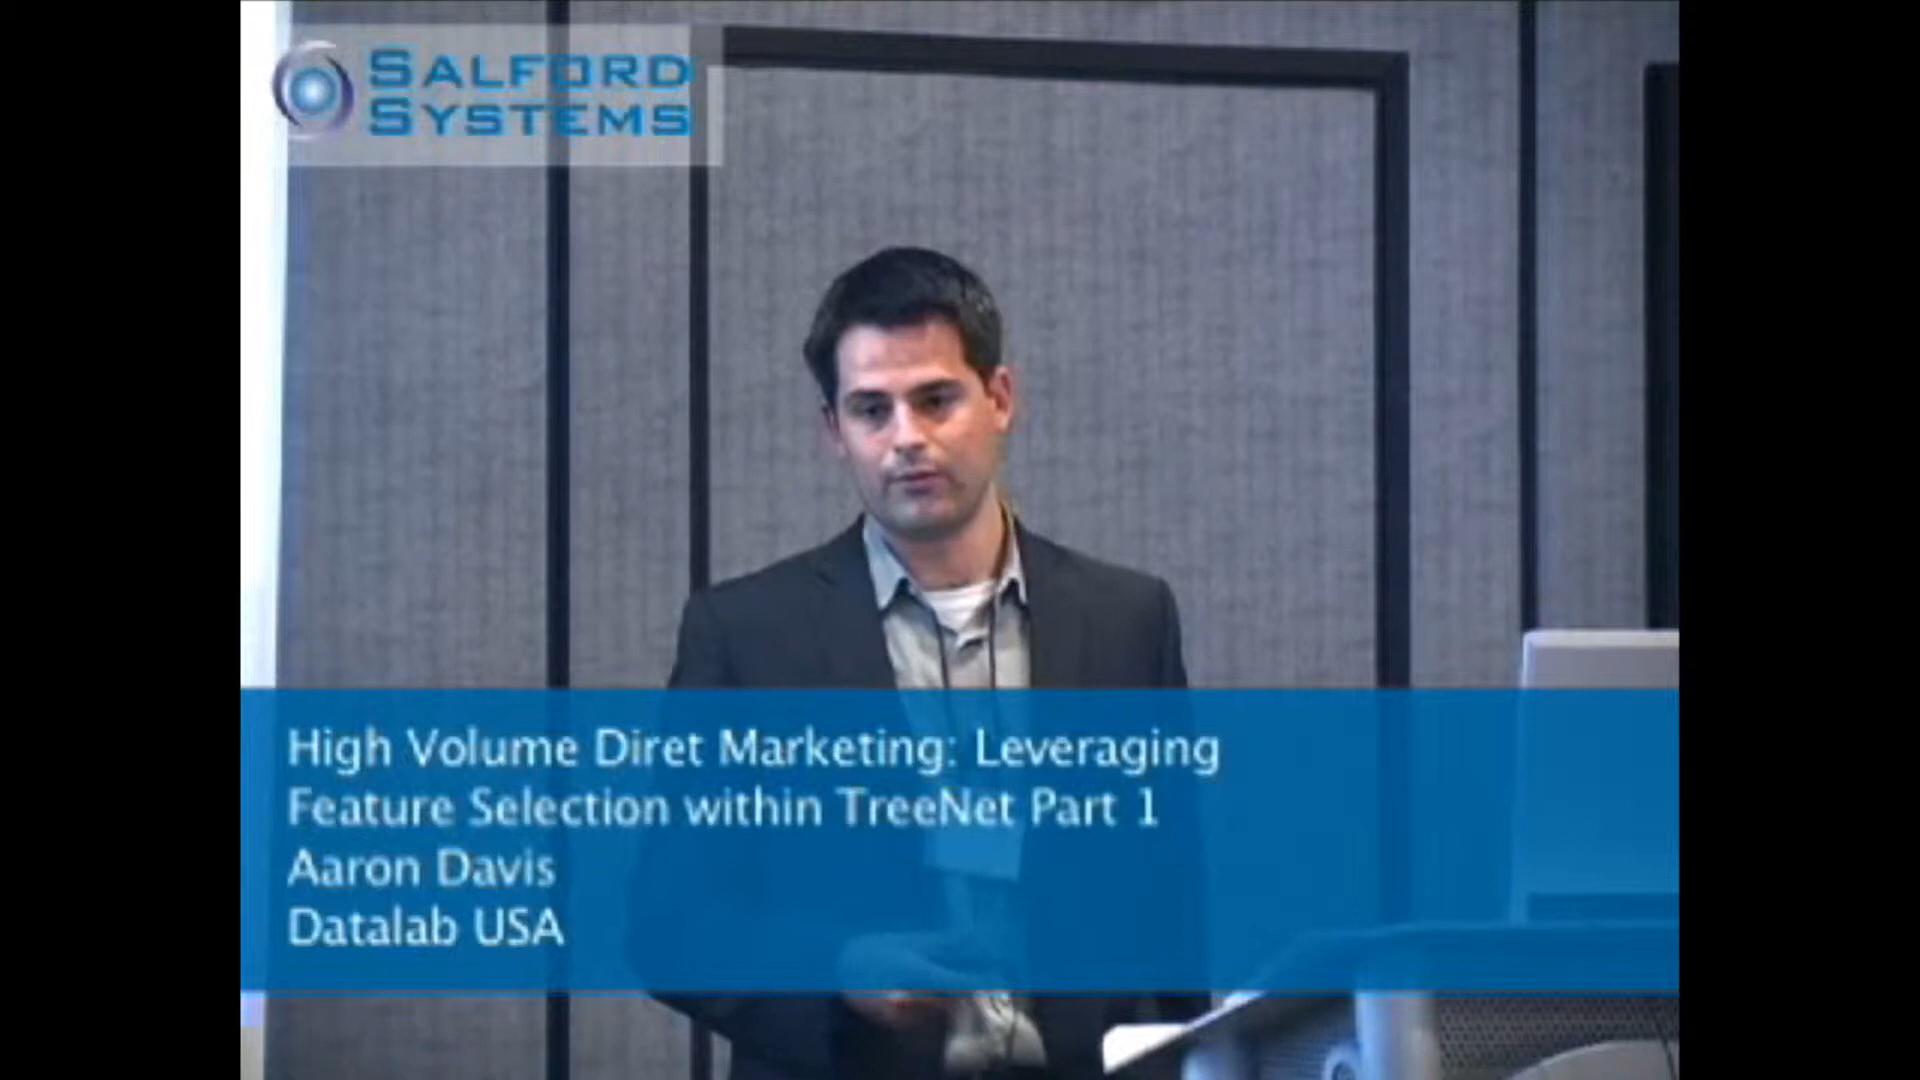 SALFORD
SYSTEMS
High Volume Diret Marketing: Leveraging
Feature Selection within TreeNet Part 1
Aaron Davis
Datalab USA